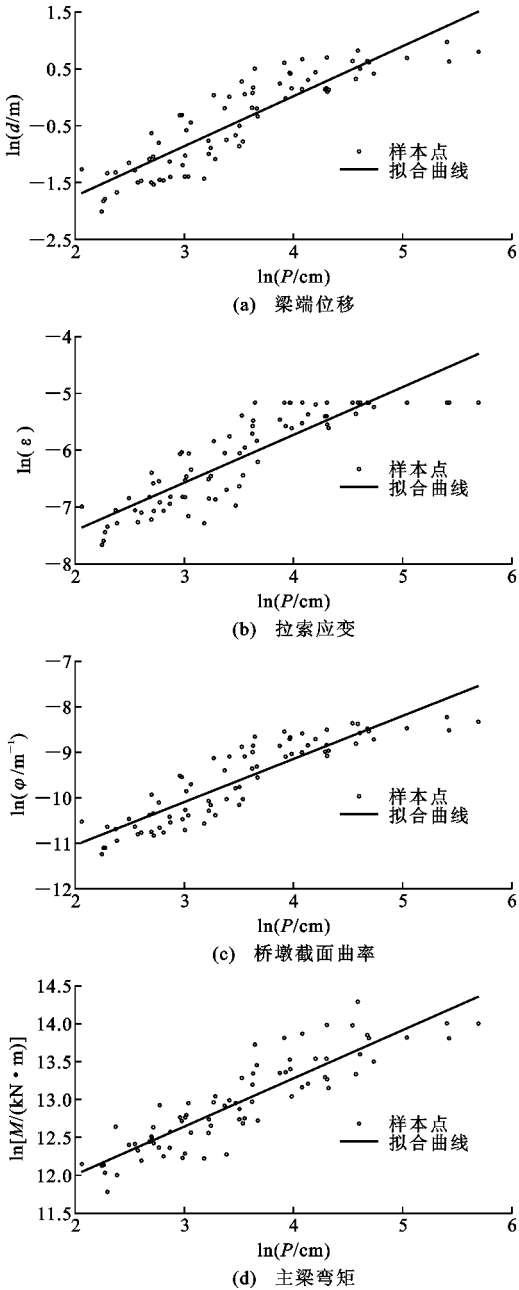 1.5
0.5
−0.5
−1.5
−2.5
ln(d/m)
样本点
拟合曲线
2 3 4 5 6
ln(P/cm)
(a) 梁端位移
−4
−5
−6
−7
−8
ln(ε)
样本点
拟合曲线
2 3 4 5 6
ln(P/cm)
(b) 拉索应变
−7
−8
−9
−10
−11
−12
ln(φ/m⁻¹)
样本点
拟合曲线
2 3 4 5 6
ln(P/cm)
(c) 桥墩截面曲率
14.5
14.0
13.5
13.0
12.5
12.0
11.5
ln[M/(kN·m)]
样本点
拟合曲线
2 3 4 5 6
ln(P/cm)
(d) 主梁弯矩